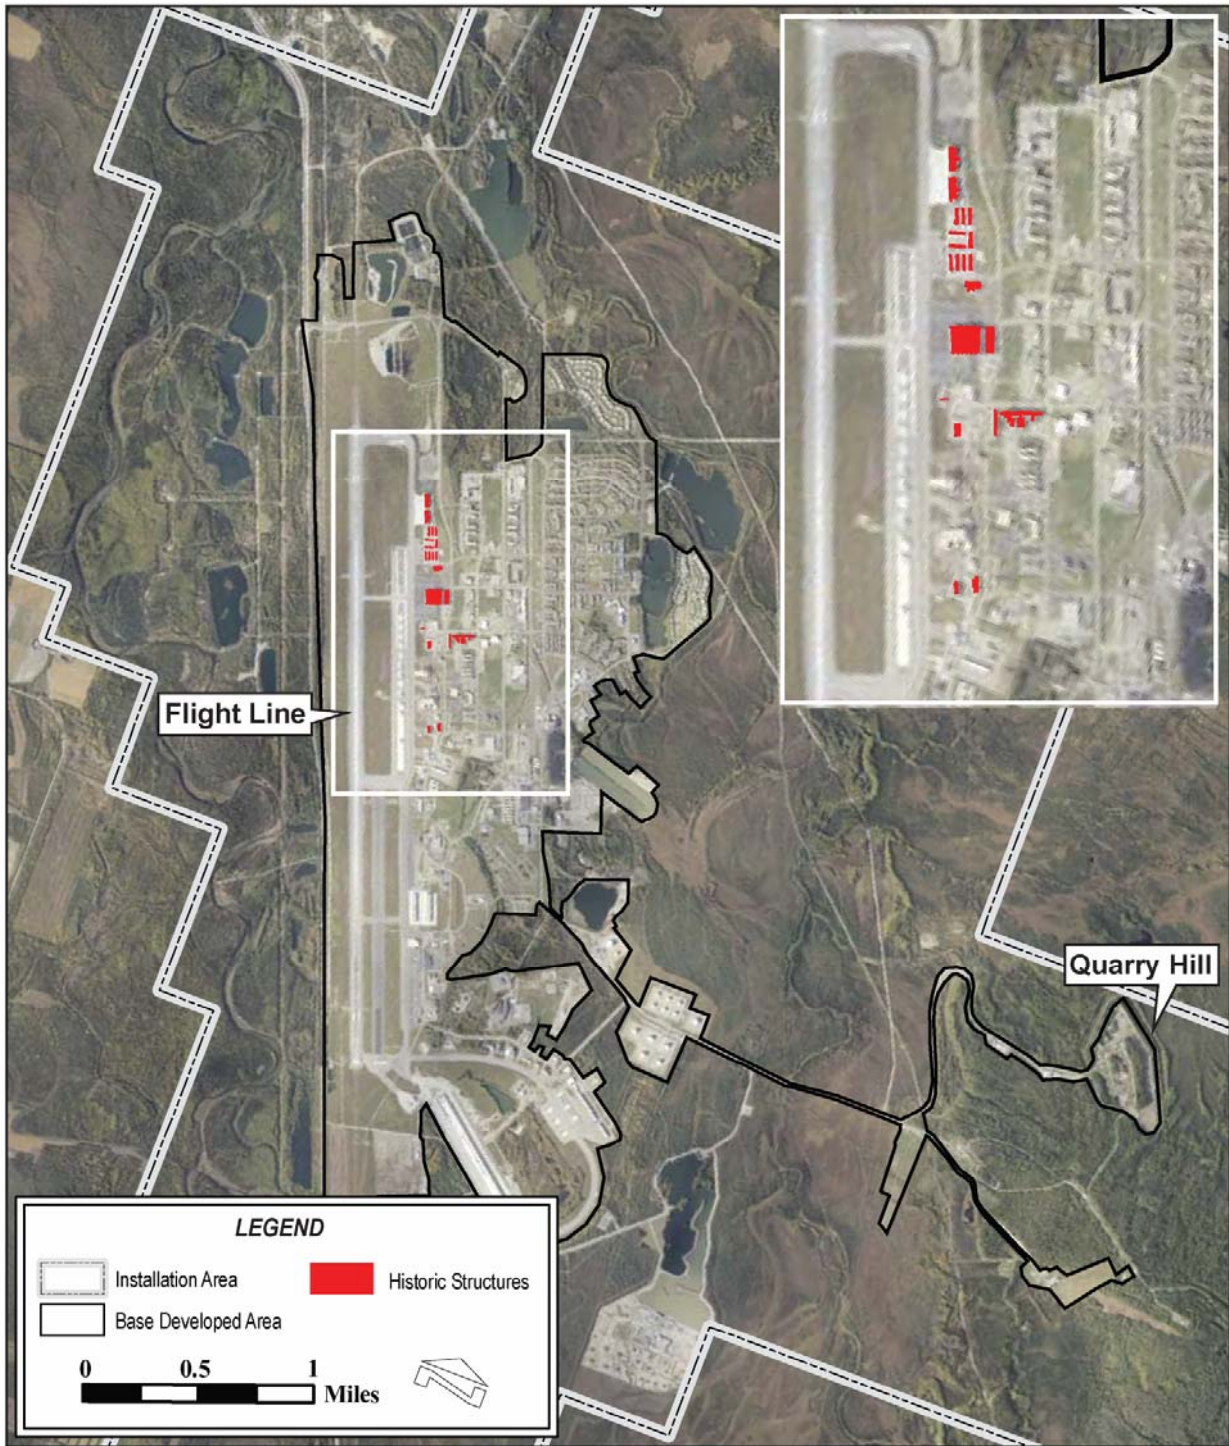 Flight Line
Quarry Hill
LEGEND
Installation Area
Historic Structures
Base Developed Area
0 0.5 1
Miles